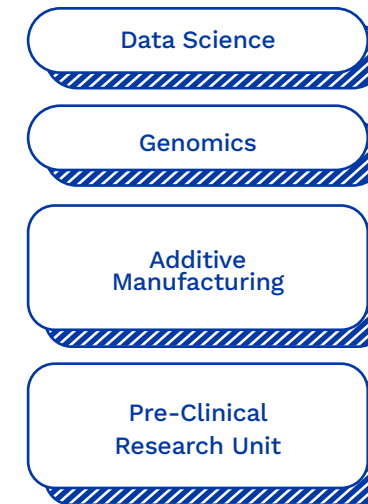 Data Science
Genomics
Additive
Manufacturing
Pre-Clinical
Research Unit